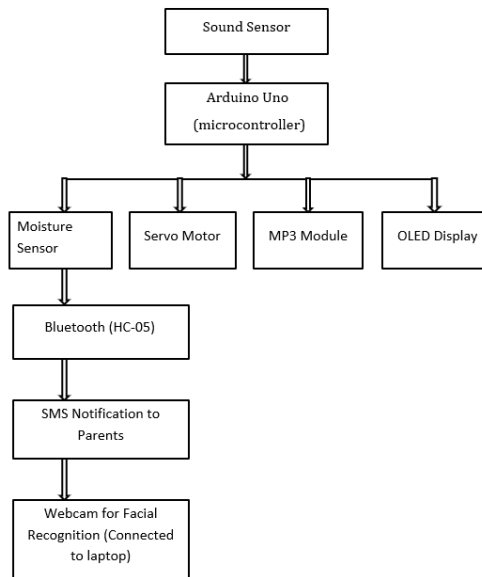 Sound Sensor
Arduino Uno
(microcontroller)
Moisture
Sensor
Servo Motor
MP3 Module
OLED Display
Bluetooth (HC-05)
SMS Notification to
Parents
Webcam for Facial
Recognition (Connected
to laptop)